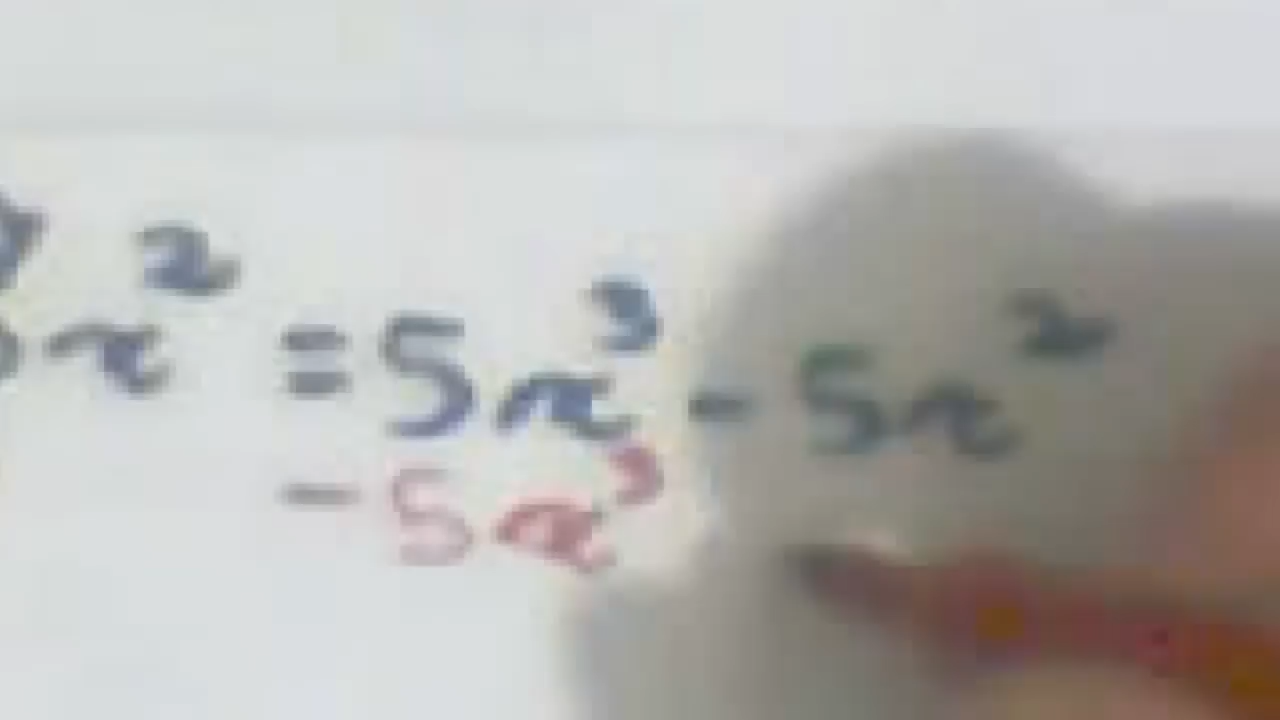 x² = 5x³ - 5x²
- 5x³